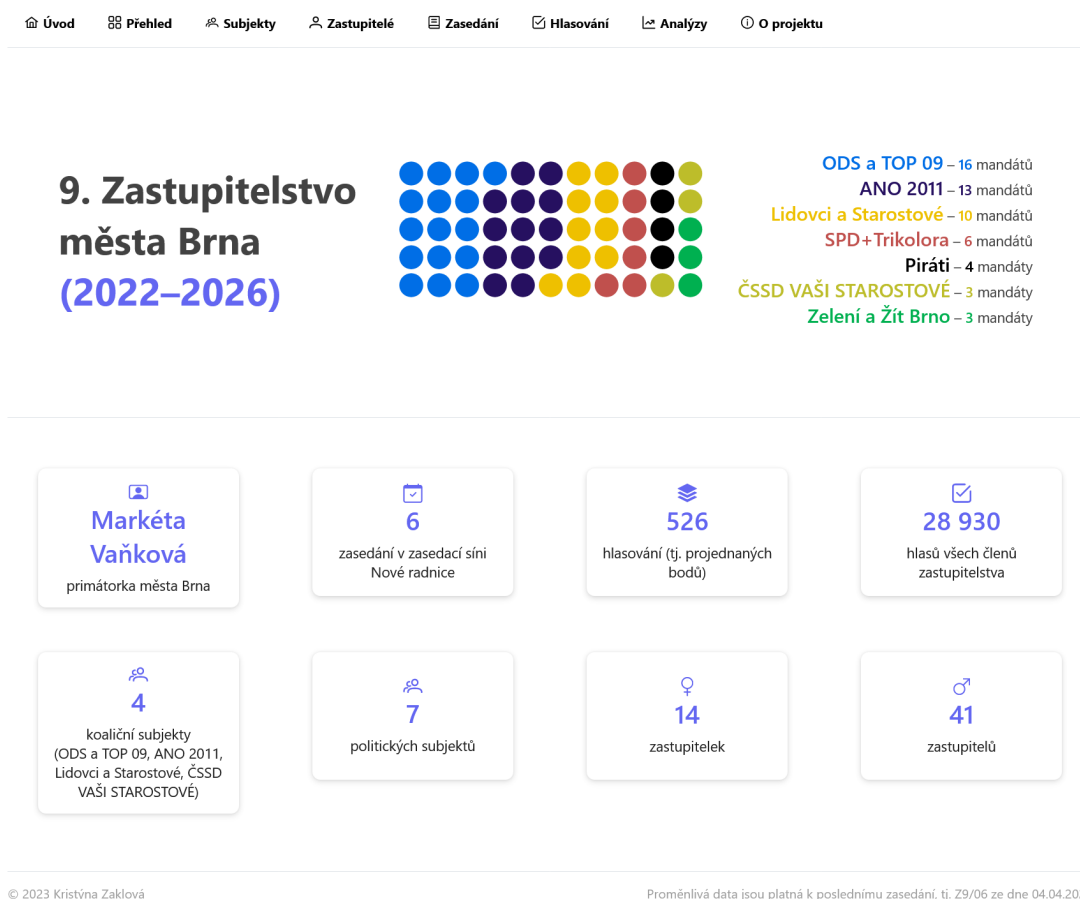 Úvod Přehled Subjekty Zastupitelé Zasedání Hlasování Analýzy O projektu
9. Zastupitelstvo
města Brna
(2022–2026)
ODS a TOP 09 – 16 mandátů
ANO 2011 – 13 mandátů
Lidovci a Starostové – 10 mandátů
SPD+Trikolora – 6 mandátů
Piráti – 4 mandáty
ČSSD VAŠI STAROSTOVÉ – 3 mandáty
Zelení a Žít Brno – 3 mandáty
Markéta
Vaňková
primátorka města Brna
6
zasedání v zasedací síni
Nové radnice
526
hlasování (tj. projednaných
bodů)
28 930
hlasů všech členů
zastupitelstva
4
koaliční subjekty
(ODS a TOP 09, ANO 2011,
Lidovci a Starostové, ČSSD
VAŠI STAROSTOVÉ)
7
politických subjektů
14
zastupitelek
41
zastupitelů
© 2023 Kristýna Zaklová
Proměnlivá data jsou platná k poslednímu zasedání, tj. Z9/06 ze dne 04.04.20